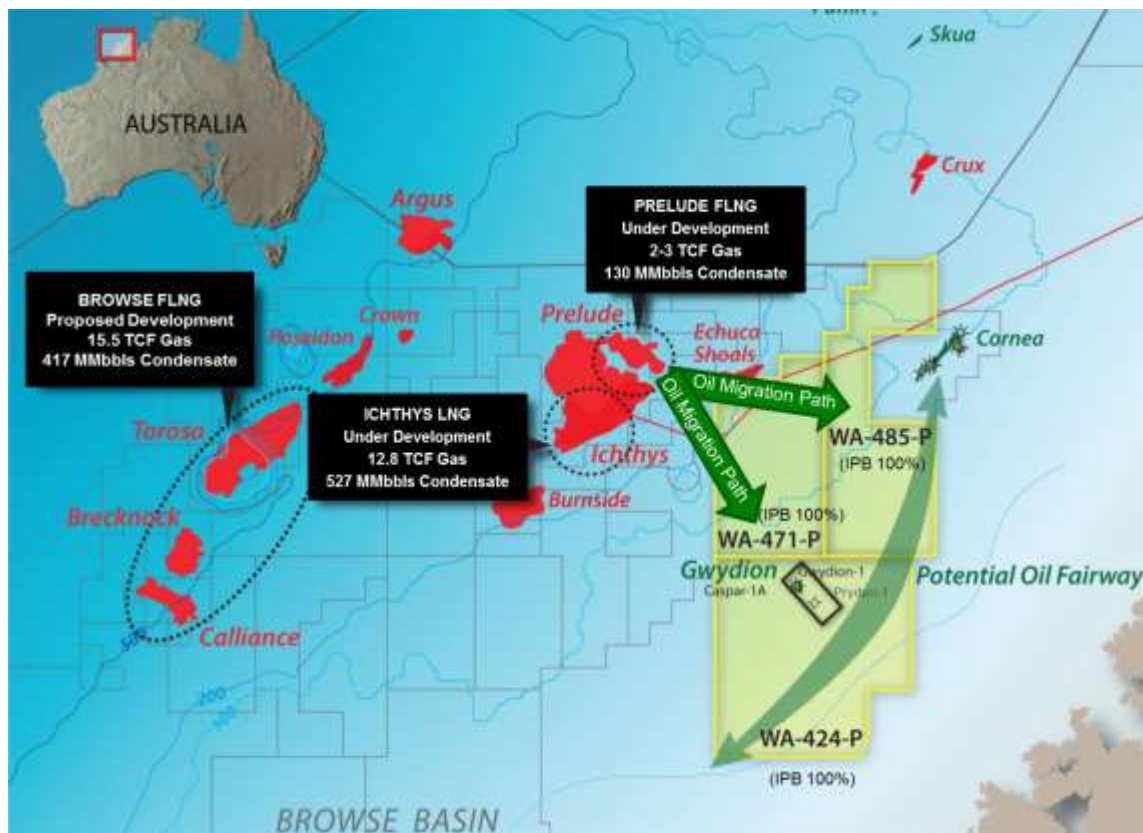 Skua
AUSTRALIA
Crux
Argus
PRELUDE FLNG
Under Development
2-3 TCF Gas
130 MMbbls Condensate
BROWSE FLNG
Proposed Development
15.5 TCF Gas
417 MMbbls Condensate
Crown
Poseidon
Prelude
Echuca
Shoals
Cornea
Oil Migration Path
Oil Migration Path
ICHTHYS LNG
Under Development
12.8 TCF Gas
527 MMbbls Condensate
Torosa
Ichthys
WA-485-P
(IPB 100%)
Burnside
Brecknock
(IPB 100%)
WA-471-P
Gwydion
Gwydion-1
Caspar-1A
Prydon-1
Potential Oil Fairway
Calliance
500
200
100
WA-424-P
(IPB 100%)
BROWSE BASIN